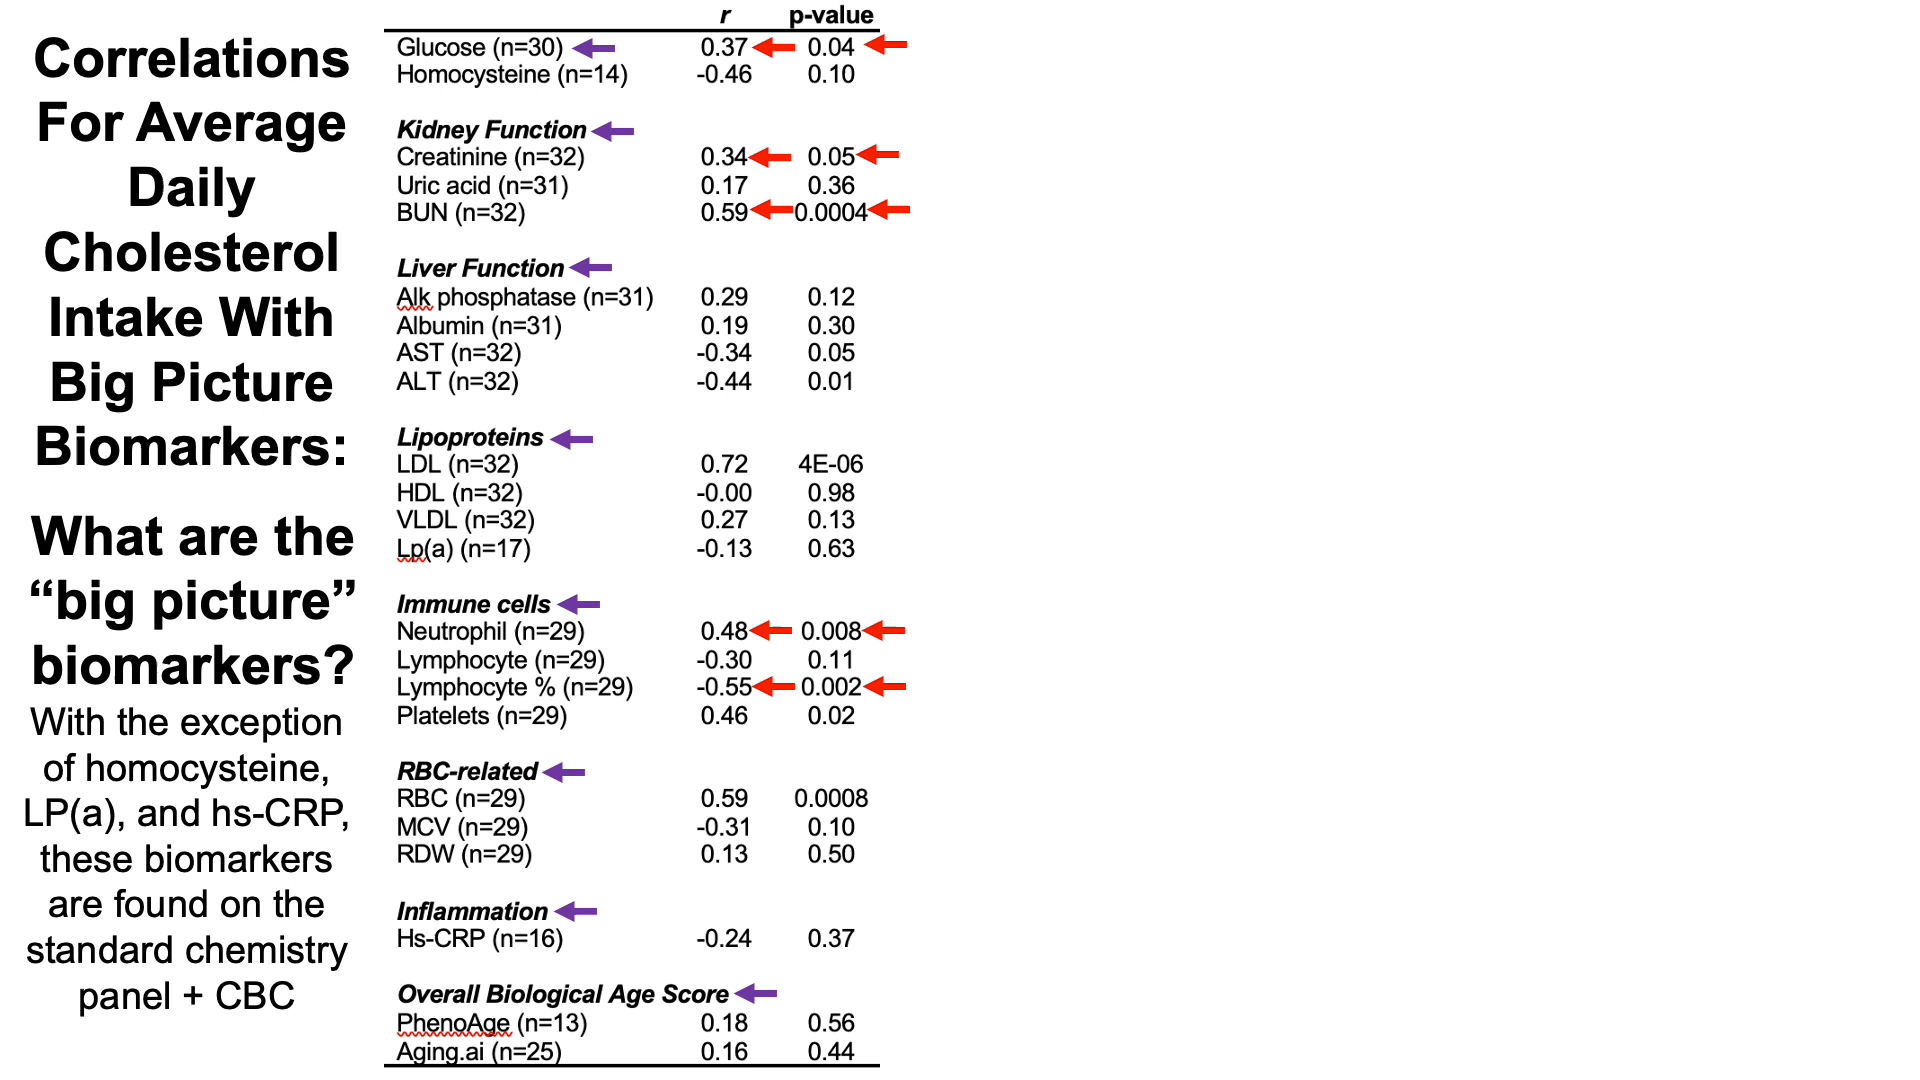 Correlations
For Average
Daily
Cholesterol
Intake With
Big Picture
Biomarkers:
What are the
“big picture”
biomarkers?
With the exception
of homocysteine,
LP(a), and hs-CRP,
these biomarkers
are found on the
standard chemistry
panel + CBC
r p-value
Glucose (n=30) 0.37 0.04
Homocysteine (n=14) -0.46 0.10
Kidney Function
Creatinine (n=32) 0.34 0.05
Uric acid (n=31) 0.17 0.36
BUN (n=32) 0.59 0.0004
Liver Function
Alk phosphatase (n=31) 0.29 0.12
Albumin (n=31) 0.19 0.30
AST (n=32) -0.34 0.05
ALT (n=32) -0.44 0.01
Lipoproteins
LDL (n=32) 0.72 4E-06
HDL (n=32) -0.00 0.98
VLDL (n=32) 0.27 0.13
Lp(a) (n=17) -0.13 0.63
Immune cells
Neutrophil (n=29) 0.48 0.008
Lymphocyte (n=29) -0.30 0.11
Lymphocyte % (n=29) -0.55 0.002
Platelets (n=29) 0.46 0.02
RBC-related
RBC (n=29) 0.59 0.0008
MCV (n=29) -0.31 0.10
RDW (n=29) 0.13 0.50
Inflammation
Hs-CRP (n=16) -0.24 0.37
Overall Biological Age Score
PhenoAge (n=13) 0.18 0.56
Aging.ai (n=25) 0.16 0.44